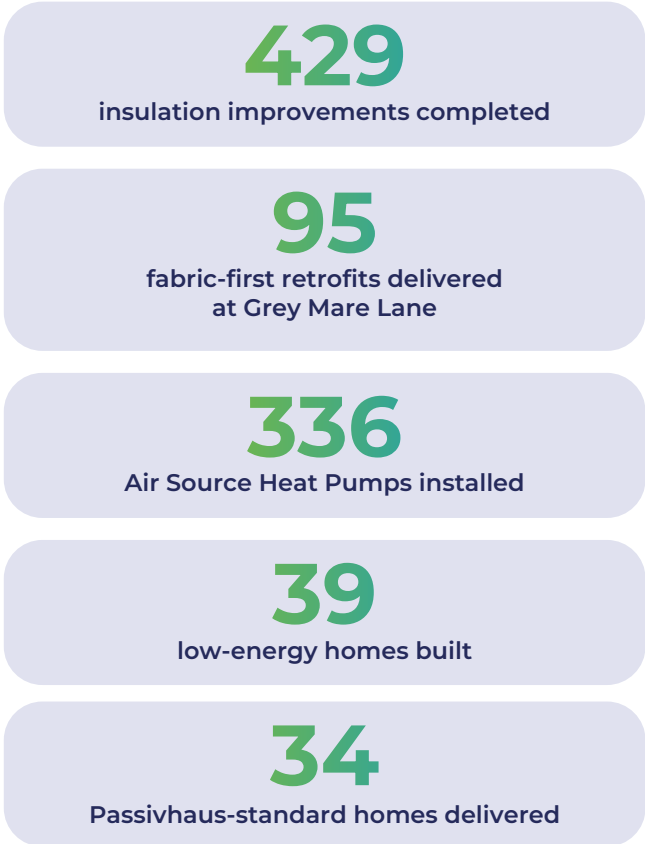 429
insulation improvements completed
95
fabric-first retrofits delivered
at Grey Mare Lane
336
Air Source Heat Pumps installed
39
low-energy homes built
34
Passivhaus-standard homes delivered